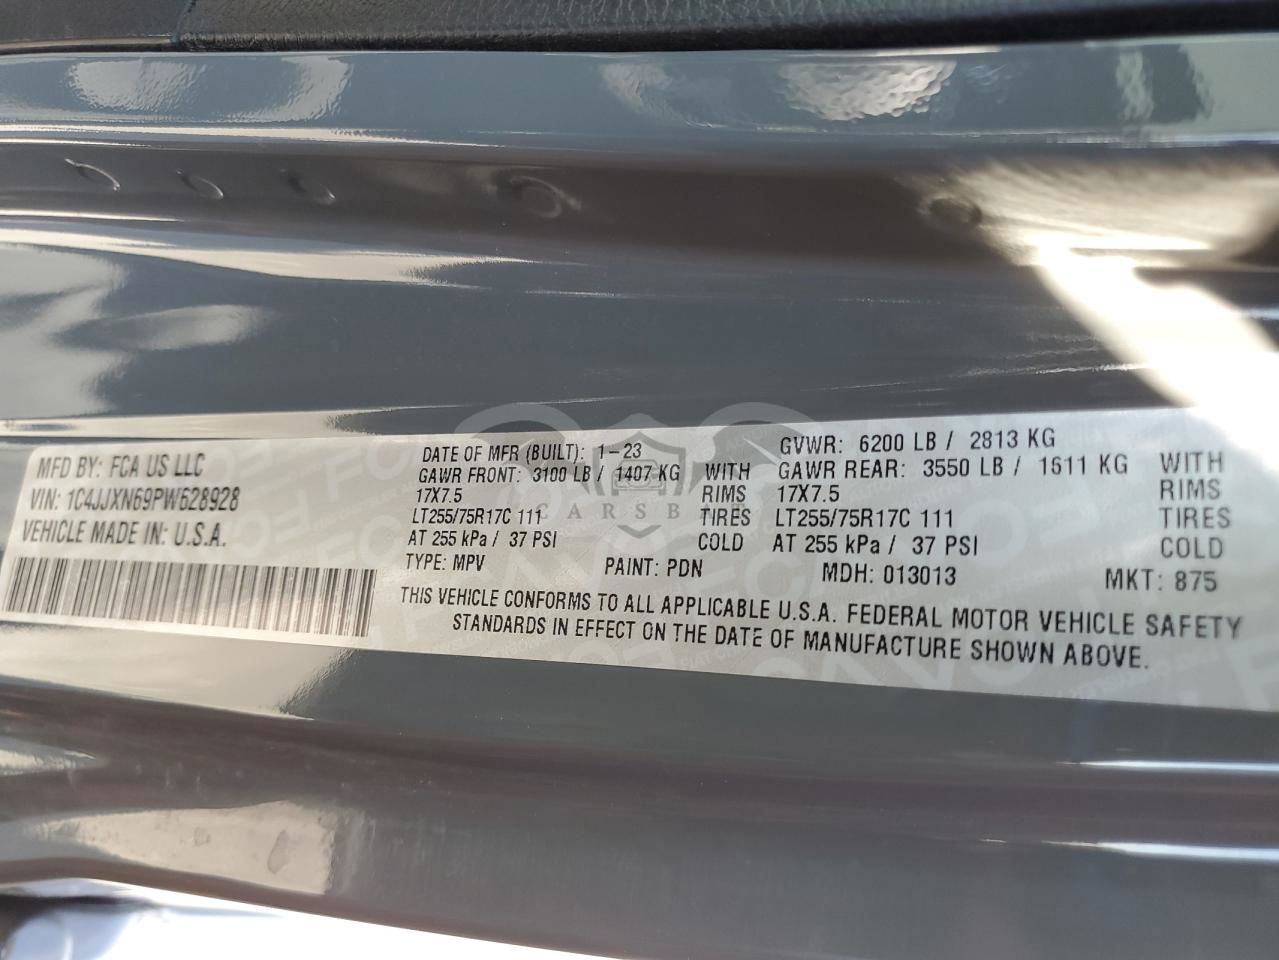 MFD BY: FCA US LLC
VIN: 1C4JJXN69PW628928
VEHICLE MADE IN: U.S.A.
DATE OF MFR (BUILT): 1-23 GVWR: 6200 LB / 2813 KG
GAWR FRONT: 3100 LB / 1407 KG WITH GAWR REAR: 3550 LB / 1611 KG WITH
17X7.5 RIMS 17X7.5 RIMS
LT255/75R17C 111 TIRES LT255/75R17C 111 TIRES
AT 255 kPa / 37 PSI COLD AT 255 kPa / 37 PSI COLD
TYPE: MPV PAINT: PDN MDH: 013013 MKT: 875
THIS VEHICLE CONFORMS TO ALL APPLICABLE U.S.A. FEDERAL MOTOR VEHICLE SAFETY
STANDARDS IN EFFECT ON THE DATE OF MANUFACTURE SHOWN ABOVE.